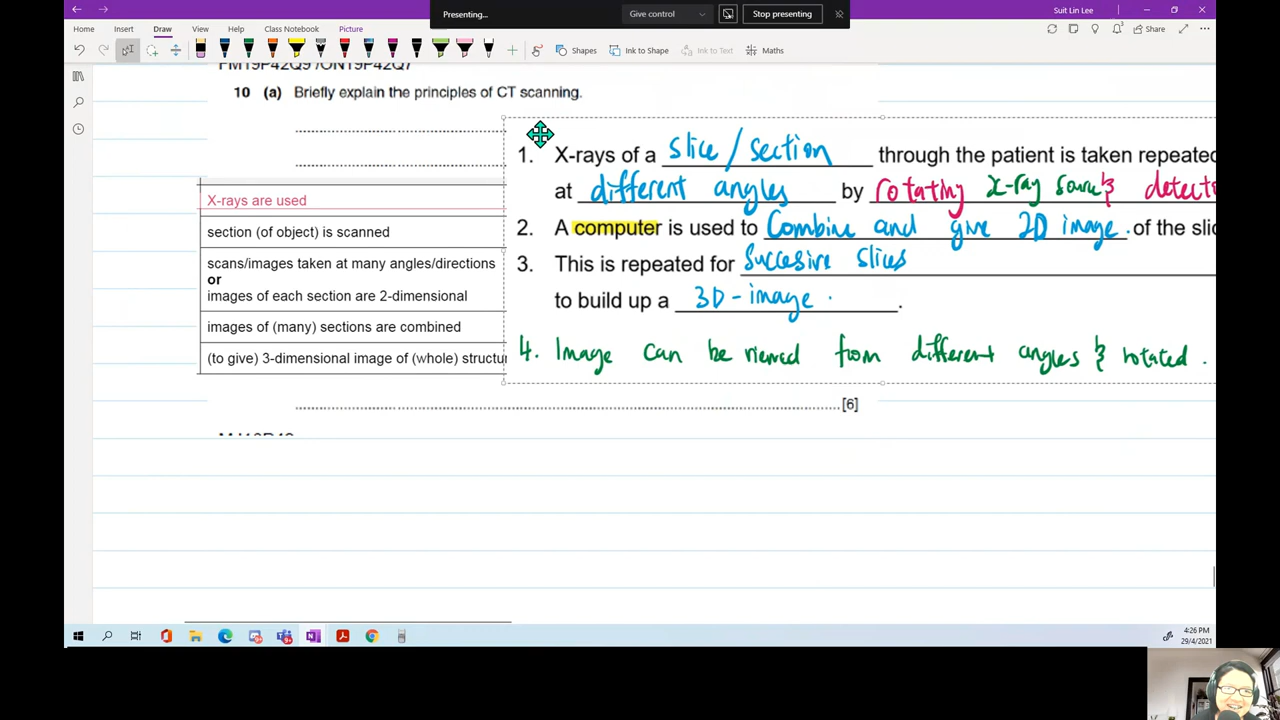 Presenting...
Give control
Stop presenting
Suit Lin Lee
Home Insert Draw View Help Class Notebook Picture
Share
Shapes Ink to Shape Ink to Text Maths
FM19P42Q9 /ON19P42Q7
10 (a) Briefly explain the principles of CT scanning.
1. X-rays of a slice / section through the patient is taken repeated
at different angles by rotating x-ray source & detecto
2. A computer is used to Combine and give 2D image. of the slic
3. This is repeated for Succesive slices
to build up a 3D-image.
4. Image can be viewed from different angles & rotated.
X-rays are used
section (of object) is scanned
scans/images taken at many angles/directions
or
images of each section are 2-dimensional
images of (many) sections are combined
(to give) 3-dimensional image of (whole) structur
[6]
4:26 PM
29/4/2021